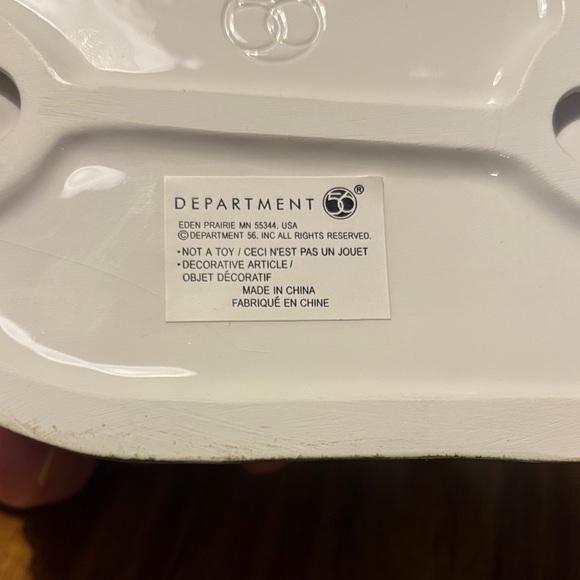 DEPARTMENT 56®
EDEN PRAIRIE MN 55344, USA
©DEPARTMENT 56, INC ALL RIGHTS RESERVED.
•NOT A TOY / CECI N'EST PAS UN JOUET
•DECORATIVE ARTICLE /
OBJET DÉCORATIF
MADE IN CHINA
FABRIQUÉ EN CHINE